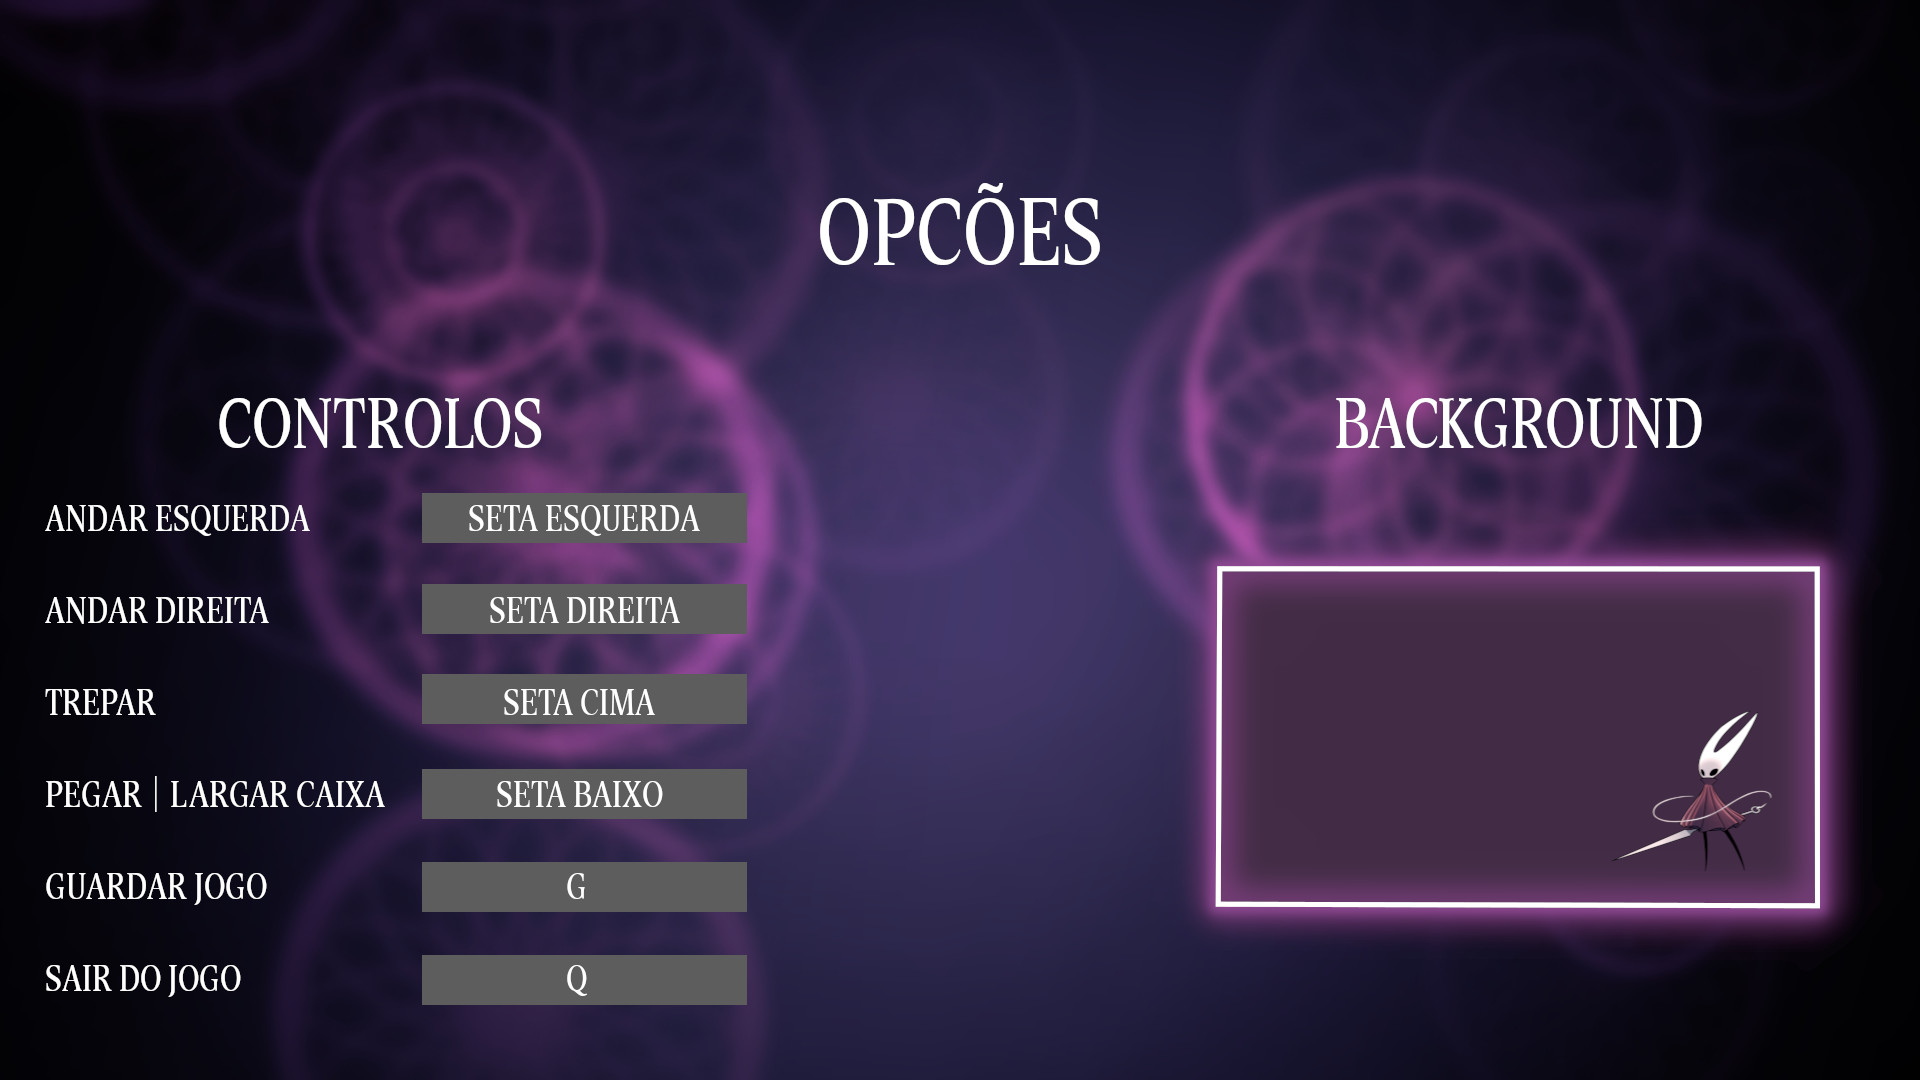 OPCÕES
CONTROLOS
ANDAR ESQUERDA SETA ESQUERDA
ANDAR DIREITA SETA DIREITA
TREPAR SETA CIMA
PEGAR | LARGAR CAIXA SETA BAIXO
GUARDAR JOGO G
SAIR DO JOGO Q
BACKGROUND